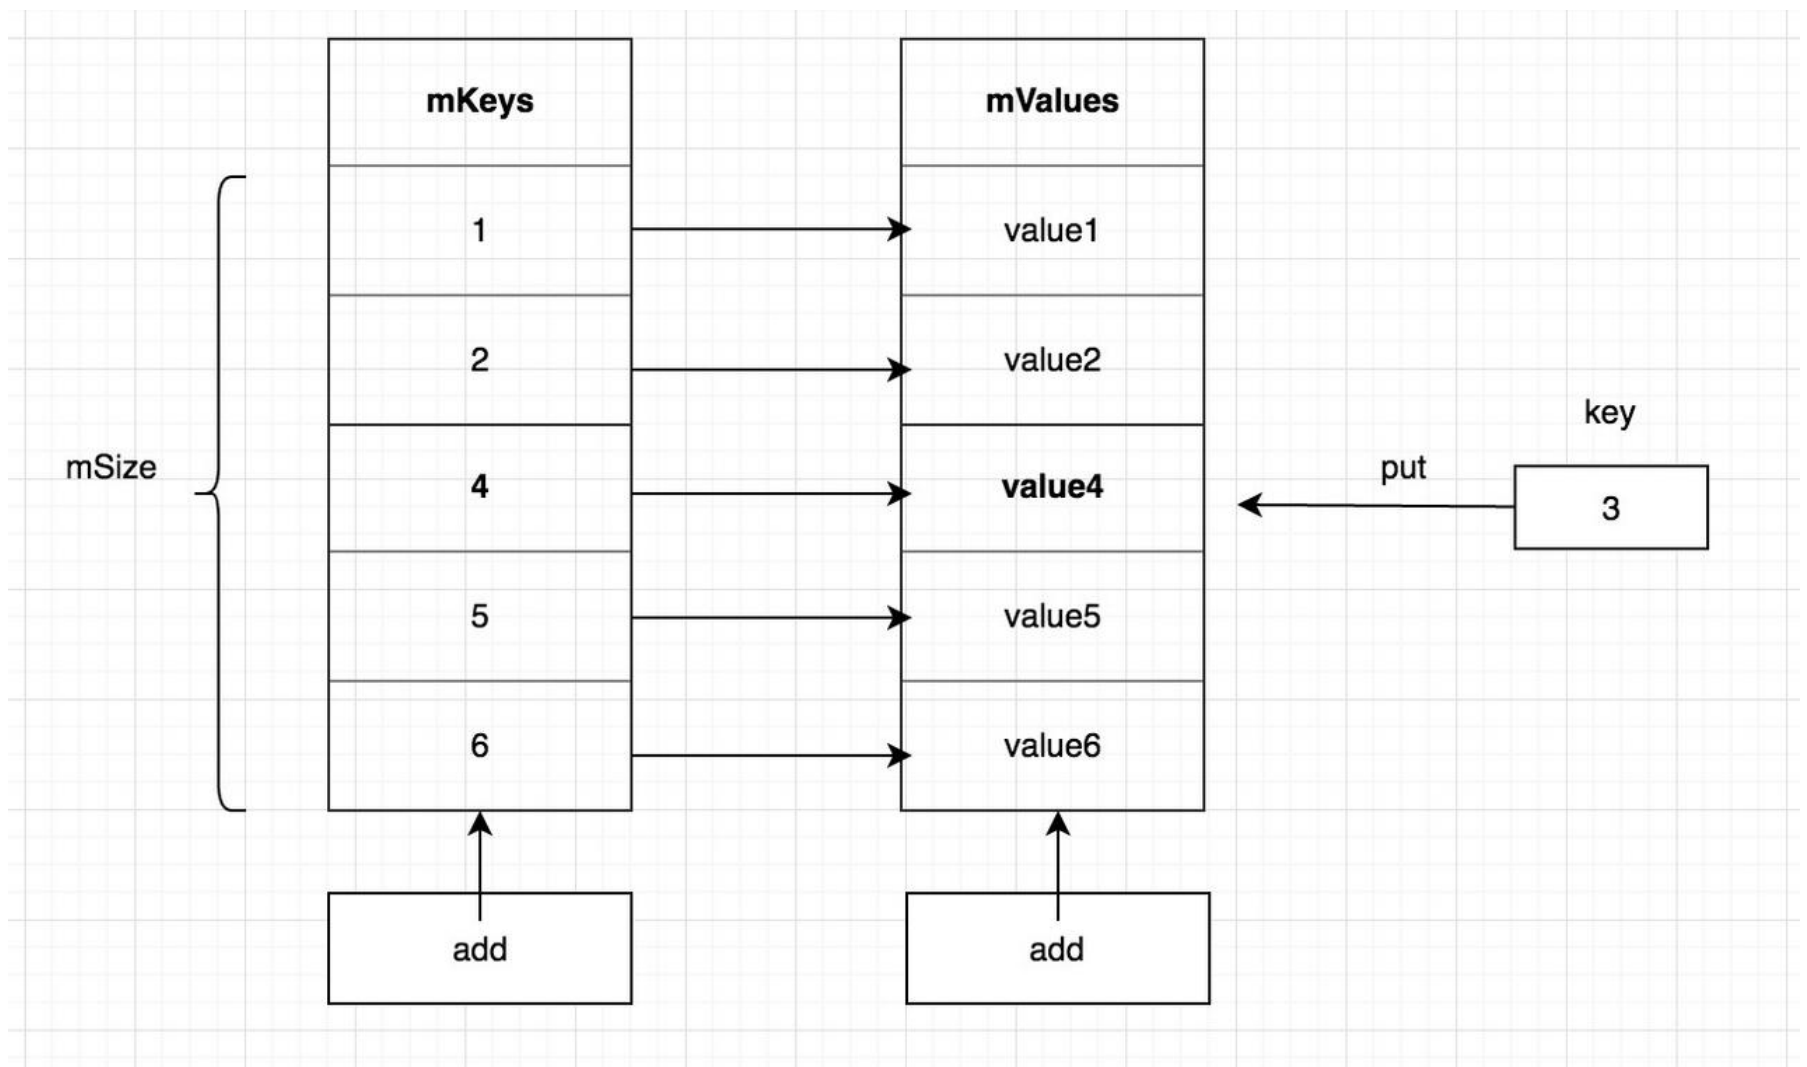 mKeys
mValues
1
value1
2
value2
key
mSize
put
4
value4
3
5
value5
6
value6
add
add